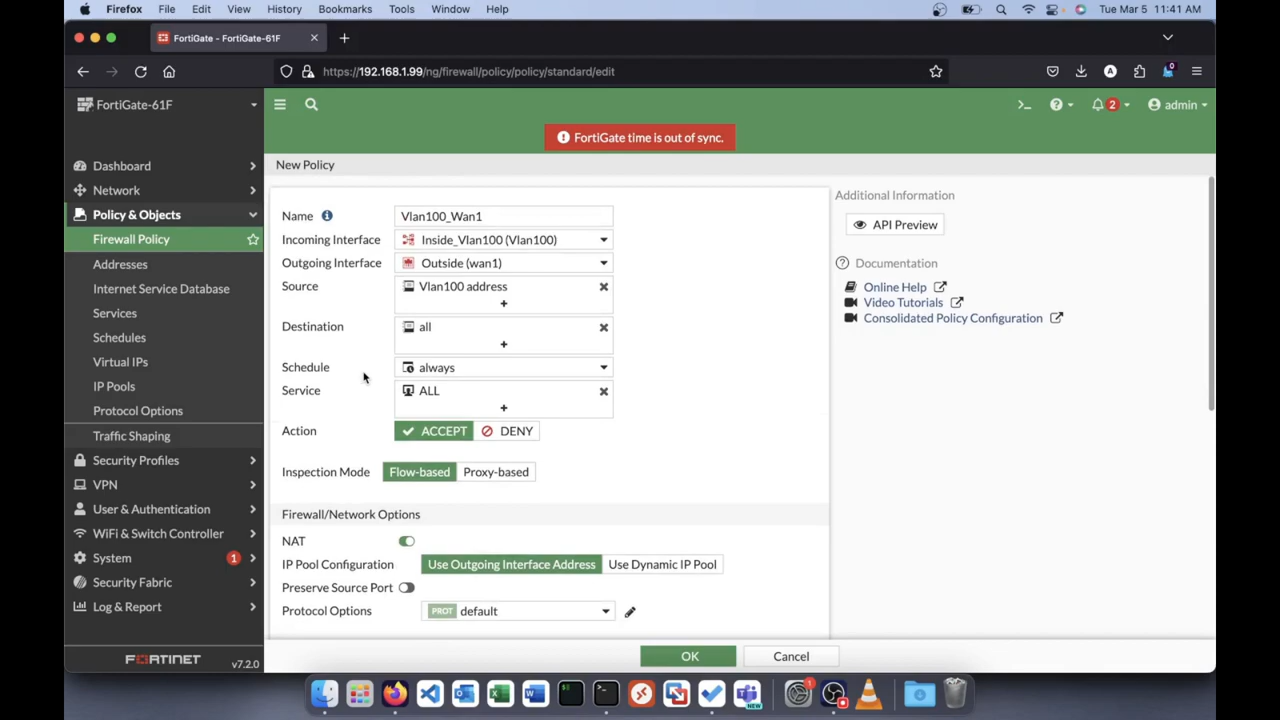 Firefox File Edit View History Bookmarks Tools Window Help Tue Mar 5 11:41 AM
FortiGate - FortiGate-61F
https://192.168.1.99/ng/firewall/policy/policy/standard/edit
FortiGate-61F
2 admin
FortiGate time is out of sync.
Dashboard
Network
Policy & Objects
Firewall Policy
Addresses
Internet Service Database
Services
Schedules
Virtual IPs
IP Pools
Protocol Options
Traffic Shaping
Security Profiles
VPN
User & Authentication
WiFi & Switch Controller
System 1
Security Fabric
Log & Report
FORTINET v7.2.0
New Policy
Name Vlan100_Wan1
Incoming Interface Inside_Vlan100 (Vlan100)
Outgoing Interface Outside (wan1)
Source Vlan100 address
Destination all
Schedule always
Service ALL
Action ACCEPT DENY
Inspection Mode Flow-based Proxy-based
Firewall/Network Options
NAT
IP Pool Configuration Use Outgoing Interface Address Use Dynamic IP Pool
Preserve Source Port
Protocol Options PROT default
OK Cancel
Additional Information
API Preview
Documentation
Online Help
Video Tutorials
Consolidated Policy Configuration
1
NEW